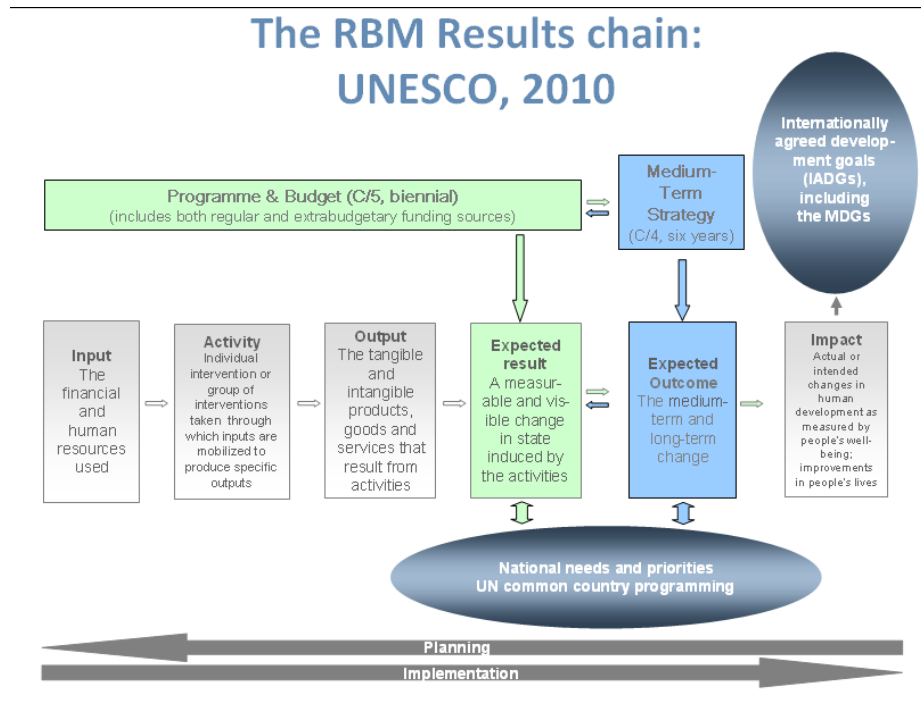 The RBM Results chain:
UNESCO, 2010
Internationally
agreed develop-
ment goals
(IADGs),
including
the MDGs
Programme & Budget (C/5, biennial)
(includes both regular and extrabudgetary funding sources)
Medium-
Term
Strategy
(C/4, six years)
Input
The
financial
and
human
resources
used
Activity
Individual
intervention or
group of
interventions
taken through
which inputs are
mobilized to
produce specific
outputs
Output
The tangible
and
intangible
products,
goods and
services that
result from
activities
Expected
result
A measur-
able and vis-
ible change
in state
induced by
the activities
Expected
Outcome
The medium-
term and
long-term
change
Impact
Actual or
intended
changes in
human
development as
measured by
people's well-
being;
improvements
in people's lives
National needs and priorities
UN common country programming
Planning
Implementation